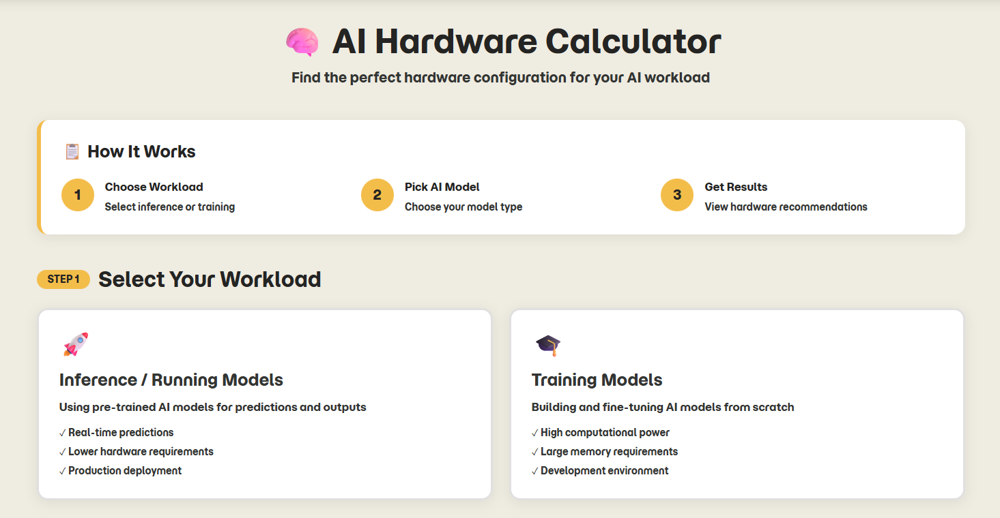 AI Hardware Calculator
Find the perfect hardware configuration for your AI workload
How It Works
1
Choose Workload
Select inference or training
2
Pick AI Model
Choose your model type
3
Get Results
View hardware recommendations
STEP 1
Select Your Workload
Inference / Running Models
Using pre-trained AI models for predictions and outputs
✓ Real-time predictions
✓ Lower hardware requirements
✓ Production deployment
Training Models
Building and fine-tuning AI models from scratch
✓ High computational power
✓ Large memory requirements
✓ Development environment